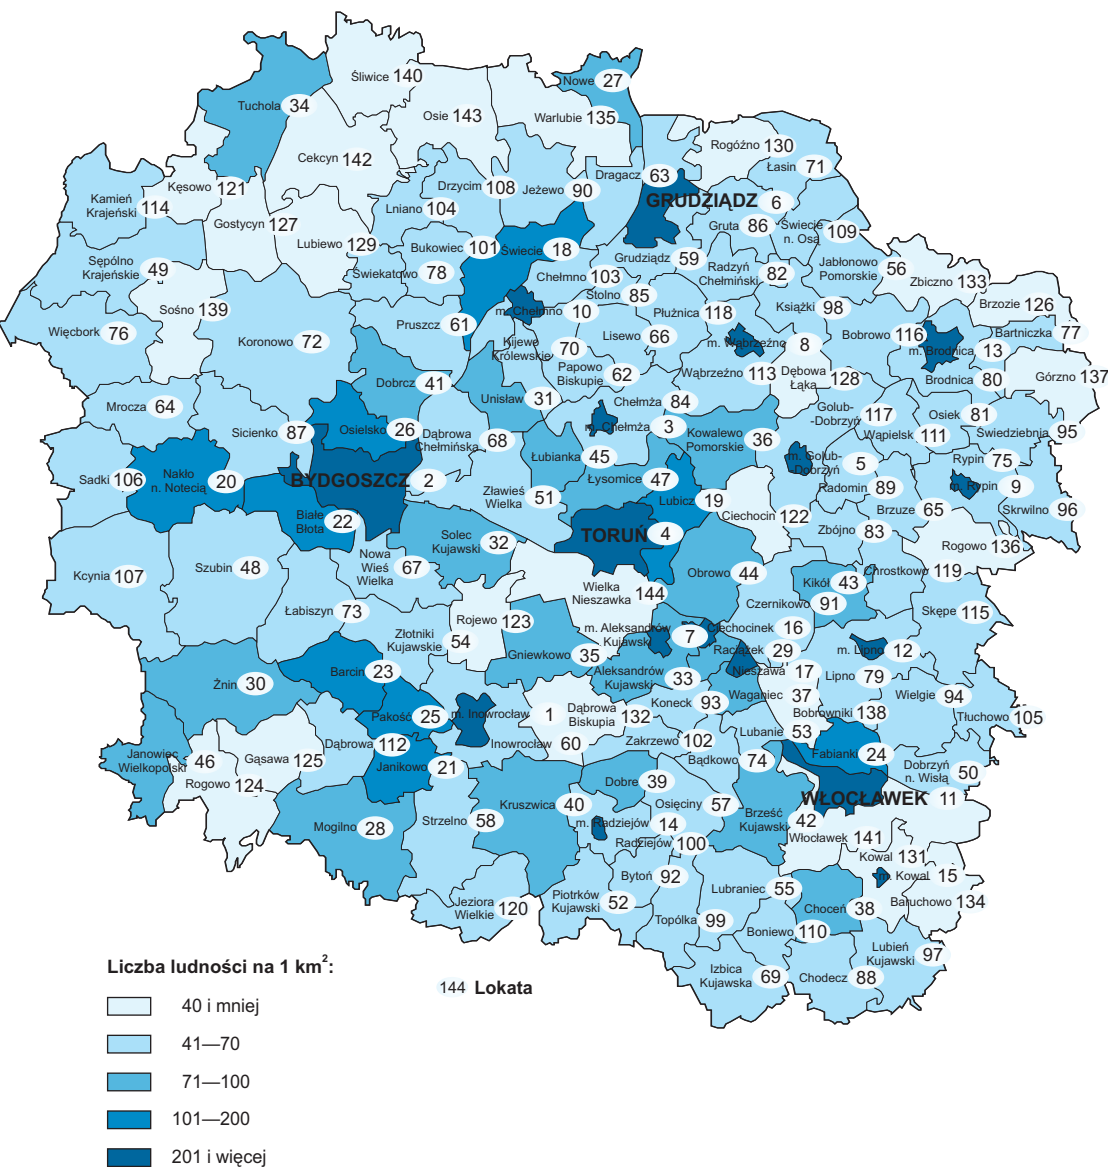 Śliwice 140
Nowe 27
Tuchola 34
Osie 143
Warlubie 135
Cekcyn 142
Rogóźno 130
Łasin 71
Dragacz 63
Kęsowo 121
Kamień
Krajeński 114
Drzycim 108
Jeżewo 90
GRUDZIĄDZ 6
Lniano 104
Gostycyn 127
Gruta 86
Świecie
n. Osą 109
Lubiewo 129
Bukowiec 101
Świecie 18
Sępólno
Krajeńskie 49
Świekatowo 78
Grudziądz 59
Radzyń
Chełmiński 82
Jabłonowo
Pomorskie 56
Zbiczno 133
Chełmno 103
Stolno 85
Sośno 139
m. Chełmno 10
Płużnica 118
Książki 98
Brzozie 126
Więcbork 76
Koronowo 72
Pruszcz 61
Kijewo
Królewskie 70
Lisewo 66
m. Wąbrzeźno 8
Bobrowo 116
Bartniczka 77
m. Brodnica 13
Papowo
Biskupie 62
Wąbrzeźno 113
Dębowa
Łąka 128
Brodnica 80
Górzno 137
Dobrcz 41
Unisław 31
Mrocza 64
Chełmża 84
Golub-
Dobrzyń 117
Osiek 81
Sicienko 87
Osielsko 26
Dąbrowa
Chełmińska 68
m. Chełmża 3
Kowalewo
Pomorskie 36
Wąpielsk 111
Świedziebnia 95
Łubianka 45
m. Golub-
Dobrzyń 5
Rypin 75
Sadki 106
Nakło
n. Notecią 20
BYDGOSZCZ 2
Łysomice 47
Radomin 89
m. Rypin 9
Zławieś
Wielka 51
Lubicz 19
Ciechocin 122
Brzuze 65
Skrwilno 96
Białe
Błota 22
TORUŃ 4
Zbójno 83
Solec
Kujawski 32
Rogowo 136
Kcynia 107
Szubin 48
Nowa
Wieś
Wielka 67
Obrowo 44
Kikół 43
Chrostkowo 119
Wielka
Nieszawka 144
Łabiszyn 73
Czernikowo 91
Skępe 115
Rojewo 123
Złotniki
Kujawskie 54
m. Aleksandrów
Kujawski 7
Ciechocinek 16
Gniewkowo 35
Raciążek 29
m. Lipno 12
Żnin 30
Barcin 23
Aleksandrów
Kujawski 33
Nieszawa 17
Lipno 79
Waganiec 37
Wielgie 94
Pakość 25
m. Inowrocław 1
Dąbrowa
Biskupia 132
Koneck 93
Bobrowniki 138
Tłuchowo 105
Inowrocław 60
Zakrzewo 102
Lubanie 53
Janowiec
Wielkopolski 46
Gąsawa 125
Dąbrowa 112
Janikowo 21
Bądkowo 74
Fabianki 24
Dobrzyń
n. Wisłą 50
Rogowo 124
Dobre 39
WŁOCŁAWEK 11
Kruszwica 40
Osięciny 57
Mogilno 28
Strzelno 58
m. Radziejów 14
Brześć
Kujawski 42
Włocławek 141
Radziejów 100
Kowal 131
m. Kowal 15
Bytoń 92
Lubraniec 55
Jeziora
Wielkie 120
Piotrków
Kujawski 52
Choceń 38
Baruchowo 134
Topólka 99
Boniewo 110
Lubień
Kujawski 97
Izbica
Kujawska 69
Chodecz 88
Liczba ludności na 1 km²:
144 Lokata
40 i mniej
41—70
71—100
101—200
201 i więcej